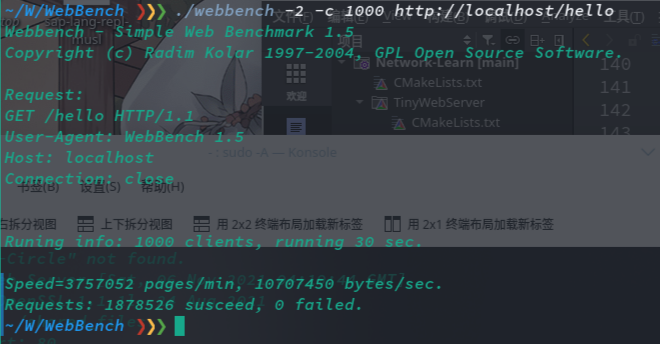 ~/W/WebBench ❯❯❯ ./webbench -2 -c 1000 http://localhost/hello
Webbench - Simple Web Benchmark 1.5
Copyright (c) Radim Kolar 1997-2004, GPL Open Source Software.
Request:
GET /hello HTTP/1.1
User-Agent: WebBench 1.5
Host: localhost
Connection: close
Runing info: 1000 clients, running 30 sec.
Speed=3757052 pages/min, 10707450 bytes/sec.
Requests: 1878526 susceed, 0 failed.
~/W/WebBench ❯❯❯
项目
Network-Learn [main]
CMakeLists.txt
TinyWebServer
CMakeLists.txt
欢迎
140
141
142
143
工具(T)
~ : sudo -A — Konsole
书签(B) 设置(S) 帮助(H)
右拆分视图 上下拆分视图 用 2x2 终端布局加载新标签 用 2x1 终端布局加载新标签
-Circle" not found.